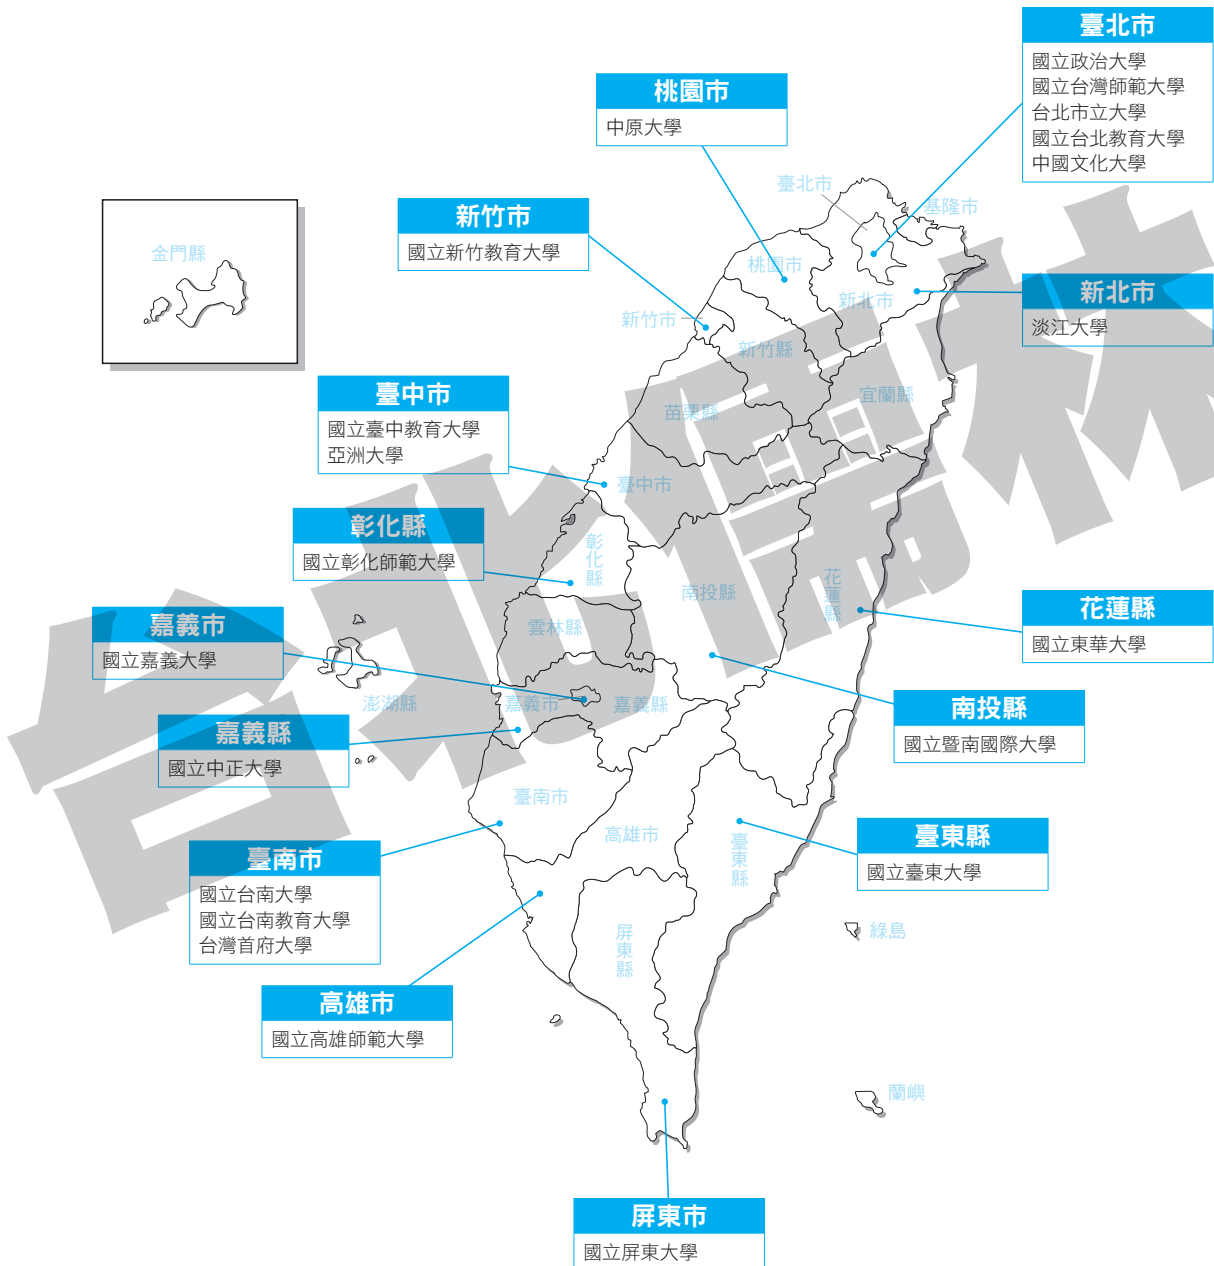 臺北市
國立政治大學
國立台灣師範大學
台北市立大學
國立台北教育大學
中國文化大學
桃園市
中原大學
臺北市
基隆市
新竹市
國立新竹教育大學
金門縣
桃園市
新北市
新北市
淡江大學
新竹市
新竹縣
臺中市
國立臺中教育大學
亞洲大學
苗栗縣
宜蘭縣
臺中市
彰化縣
國立彰化師範大學
彰化縣
南投縣
花蓮縣
花蓮縣
國立東華大學
嘉義市
國立嘉義大學
雲林縣
澎湖縣
嘉義市
嘉義縣
南投縣
國立暨南國際大學
嘉義縣
國立中正大學
臺南市
高雄市
臺東縣
臺東縣
國立臺東大學
臺南市
國立台南大學
國立台南教育大學
台灣首府大學
屏東縣
綠島
高雄市
國立高雄師範大學
蘭嶼
屏東市
國立屏東大學
台北儒林